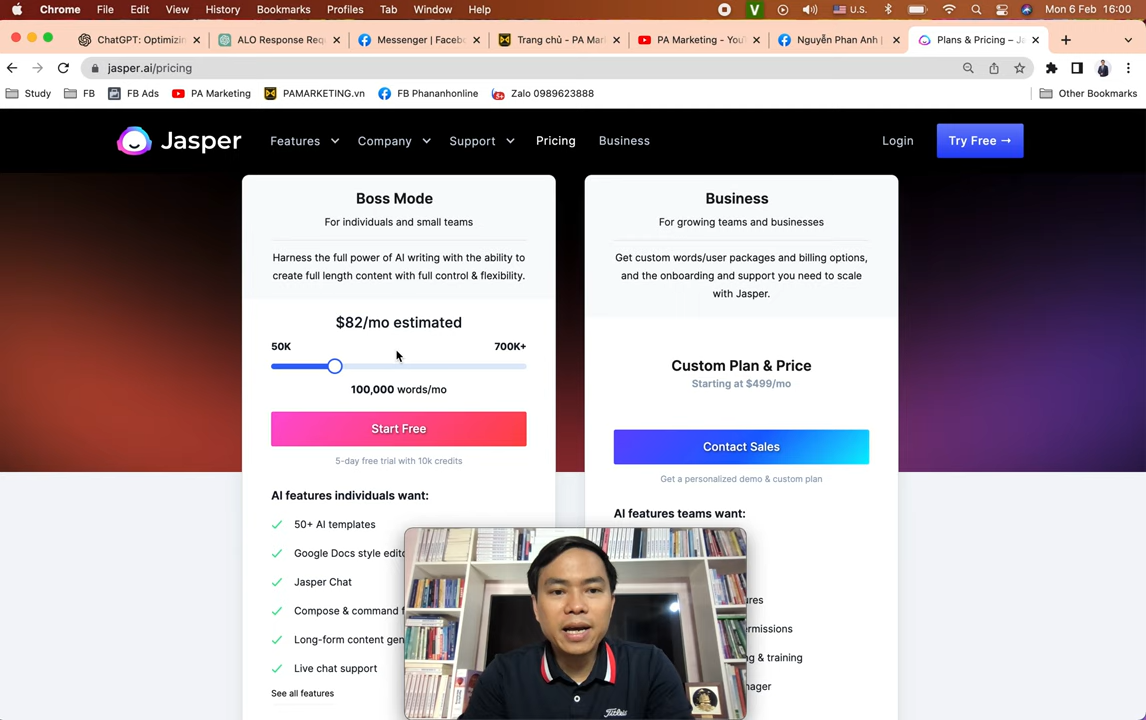 Chrome File Edit View History Bookmarks Profiles Tab Window Help V U.S. Mon 6 Feb 16:00
ChatGPT: Optimizin ALO Response Req Messenger | Faceb Trang chủ - PA Mar PA Marketing - You Nguyễn Phan Anh | Plans & Pricing – Ja
jasper.ai/pricing
Study FB FB Ads PA Marketing PAMARKETING.vn FB Phananhonline Zalo 0989623888 Other Bookmarks
Jasper Features Company Support Pricing Business Login Try Free →
Boss Mode
For individuals and small teams
Harness the full power of AI writing with the ability to
create full length content with full control & flexibility.
$82/mo estimated
50K 700K+
100,000 words/mo
Start Free
5-day free trial with 10k credits
AI features individuals want:
50+ AI templates
Google Docs style edito
Jasper Chat
Compose & command f
Long-form content gen
Live chat support
See all features
Business
For growing teams and businesses
Get custom words/user packages and billing options,
and the onboarding and support you need to scale
with Jasper.
Custom Plan & Price
Starting at $499/mo
Contact Sales
Get a personalized demo & custom plan
AI features teams want:
ures
ermissions
g & training
nager
Titleist